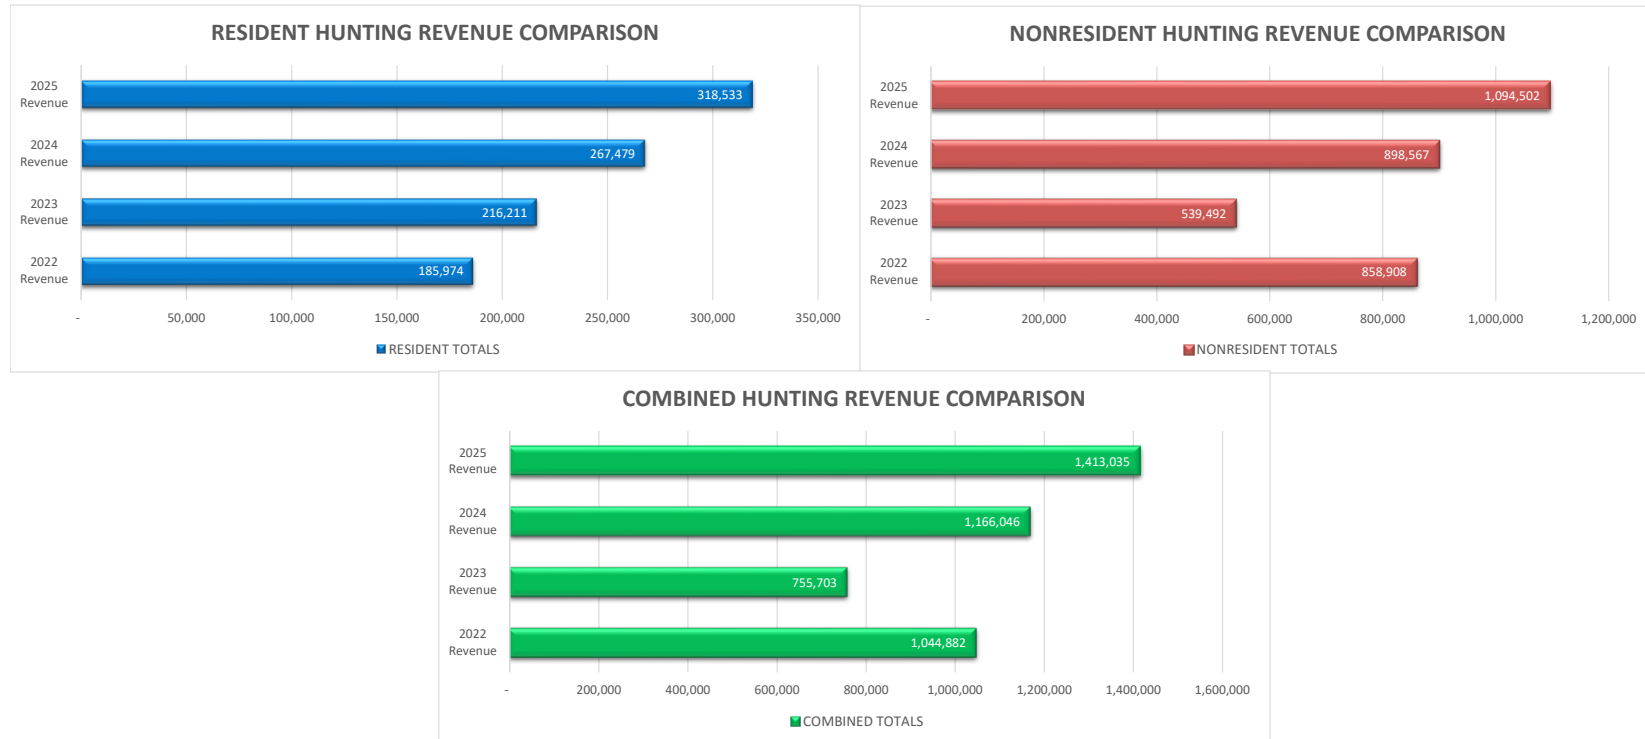 RESIDENT HUNTING REVENUE COMPARISON
2025
Revenue
318,533
2024
Revenue
267,479
2023
Revenue
216,211
2022
Revenue
185,974
-
50,000
100,000
150,000
200,000
250,000
300,000
350,000
RESIDENT TOTALS
NONRESIDENT HUNTING REVENUE COMPARISON
2025
Revenue
1,094,502
2024
Revenue
898,567
2023
Revenue
539,492
2022
Revenue
858,908
-
200,000
400,000
600,000
800,000
1,000,000
1,200,000
NONRESIDENT TOTALS
COMBINED HUNTING REVENUE COMPARISON
2025
Revenue
1,413,035
2024
Revenue
1,166,046
2023
Revenue
755,703
2022
Revenue
1,044,882
-
200,000
400,000
600,000
800,000
1,000,000
1,200,000
1,400,000
1,600,000
COMBINED TOTALS